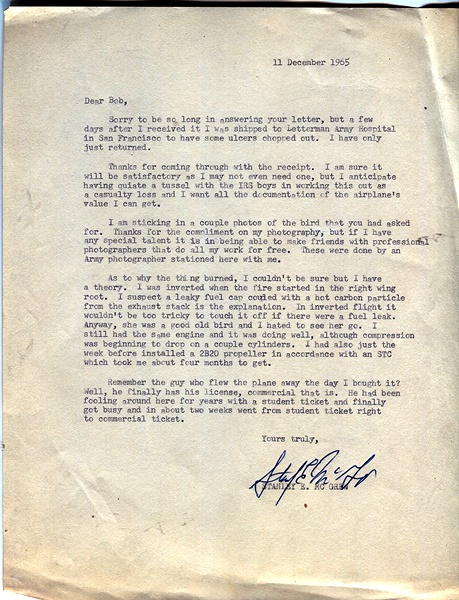 11 December 1965
Dear Bob,
Sorry to be so long in answering your letter, but a few
days after I received it I was shipped to Letterman Army Hospital
in San Francisco to have some ulcers chopped out. I have only
just returned.
Thanks for coming through with the receipt. I am sure it
will be satisfactory as I may not even need one, but I anticipate
having quiate a tussel with the IRS boys in working this out as
a casualty loss and I want all the documentation of the airplane's
value I can get.
I am sticking in a couple photos of the bird that you had asked
for. Thanks for the compliment on my photography, but if I have
any special talent it is in being able to make friends with professional
photographers that do all my work for free. These were done by an
Army photographer stationed here with me.
As to why the thing burned, I couldn't be sure but I have
a theory. I was inverted when the fire started in the right wing
root. I suspect a leaky fuel cap coupled with a hot carbon particle
from the exhaust stack is the explanation. In inverted flight it
wouldn't be too tricky to touch it off if there were a fuel leak.
Anyway, she was a good old bird and I hated to see her go. I
still had the same engine and it was doing well, although compression
was beginning to drop on a couple cylinders. I had also just the
week before installed a 2B20 propeller in accordance with an STC
which took me about four months to get.
Remember the guy who flew the plane away the day I bought it?
Well, he finally has his license, commercial that is. He had been
fooling around here for years with a student ticket and finally
got busy and in about two weeks went from student ticket right
to commercial ticket.
Yours truly,
STANLEY E. MC GREW